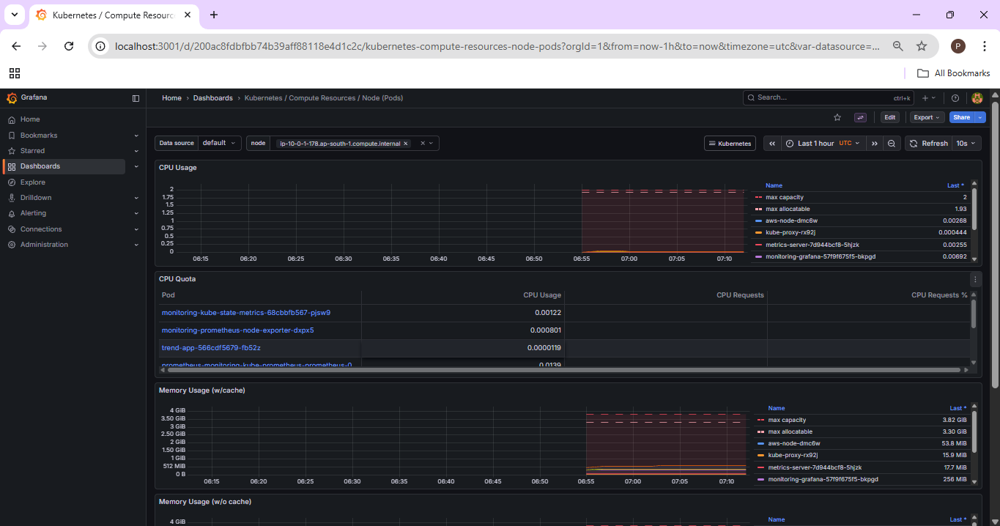 Kubernetes / Compute Resourc
localhost:3001/d/200ac8fdbfbb74b39aff88118e4d1c2c/kubernetes-compute-resources-node-pods?orgId=1&from=now-1h&to=now&timezone=utc&var-datasource=...
P
All Bookmarks
Grafana
Home › Dashboards › Kubernetes / Compute Resources / Node (Pods)
Search... ctrl+k
Home
Bookmarks
Starred
Dashboards
Explore
Drilldown
Alerting
Connections
Administration
Edit Export Share
Data source default node ip-10-0-1-178.ap-south-1.compute.internal
Kubernetes Last 1 hour UTC Refresh 10s
CPU Usage
2
1.75
1.5
1.25
1
0.75
0.5
0.25
0
06:15 06:20 06:25 06:30 06:35 06:40 06:45 06:50 06:55 07:00 07:05 07:10
Name Last *
max capacity 2
max allocatable 1.93
aws-node-dmc6w 0.00268
kube-proxy-rx92j 0.000444
metrics-server-7d944bcf8-5hjzk 0.00255
monitoring-grafana-57f9f675f5-bkpgd 0.00692
CPU Quota
Pod CPU Usage CPU Requests CPU Requests %
monitoring-kube-state-metrics-68cbbfb567-pjsw9 0.00122
monitoring-prometheus-node-exporter-dxpx5 0.000801
trend-app-566cdf5679-fb52z 0.0000119
prometheus-monitoring-kube-prometheus-prometheus-0 0.0139
Memory Usage (w/cache)
4 GiB
3.50 GiB
3 GiB
2.50 GiB
2 GiB
1.50 GiB
1 GiB
512 MiB
0 B
06:15 06:20 06:25 06:30 06:35 06:40 06:45 06:50 06:55 07:00 07:05 07:10
Name Last *
max capacity 3.82 GiB
max allocatable 3.30 GiB
aws-node-dmc6w 53.8 MiB
kube-proxy-rx92j 15.9 MiB
metrics-server-7d944bcf8-5hjzk 17.7 MiB
monitoring-grafana-57f9f675f5-bkpgd 256 MiB
Memory Usage (w/o cache)
4 GiB
Name Last *